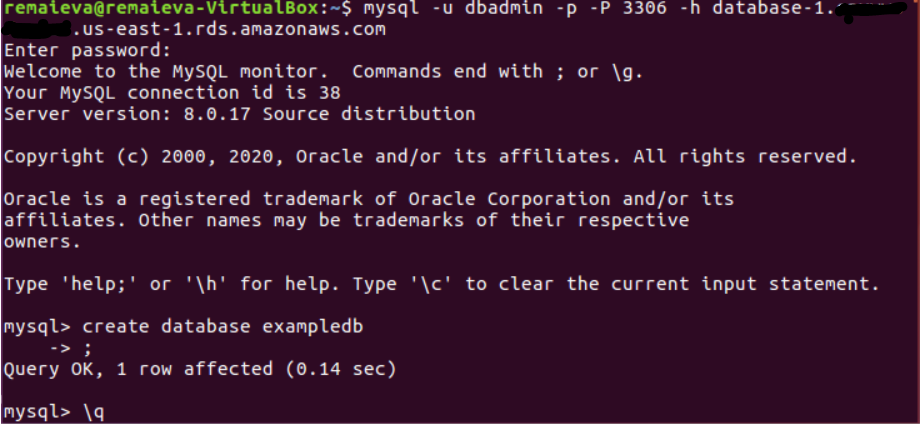 remaieva@remaieva-VirtualBox:~$ mysql -u dbadmin -p -P 3306 -h database-1.
.us-east-1.rds.amazonaws.com
Enter password:
Welcome to the MySQL monitor.  Commands end with ; or \g.
Your MySQL connection id is 38
Server version: 8.0.17 Source distribution

Copyright (c) 2000, 2020, Oracle and/or its affiliates. All rights reserved.

Oracle is a registered trademark of Oracle Corporation and/or its
affiliates. Other names may be trademarks of their respective
owners.

Type 'help;' or '\h' for help. Type '\c' to clear the current input statement.

mysql> create database exampledb
    -> ;
Query OK, 1 row affected (0.14 sec)

mysql> \q